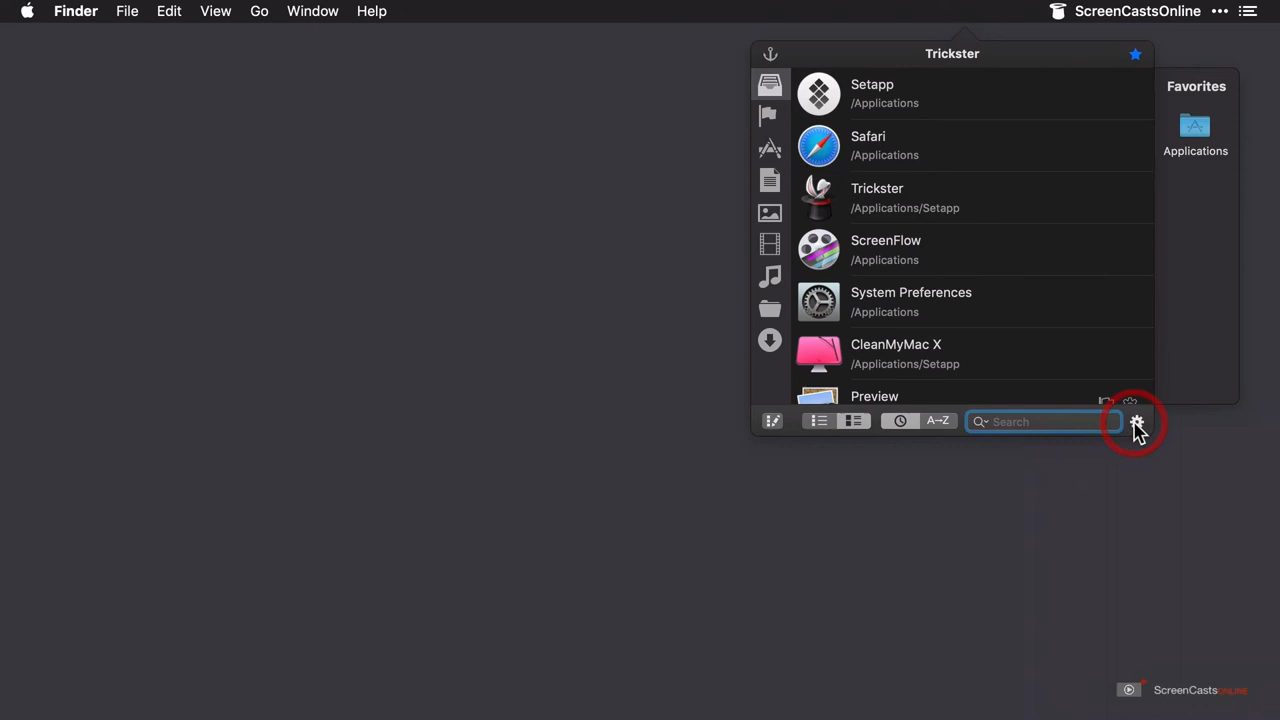 Finder File Edit View Go Window Help ScreenCastsOnline
Trickster
Setapp
/Applications
Safari
/Applications
Trickster
/Applications/Setapp
ScreenFlow
/Applications
System Preferences
/Applications
CleanMyMac X
/Applications/Setapp
Preview
A→Z Search
Favorites
Applications
ScreenCastsONLINE